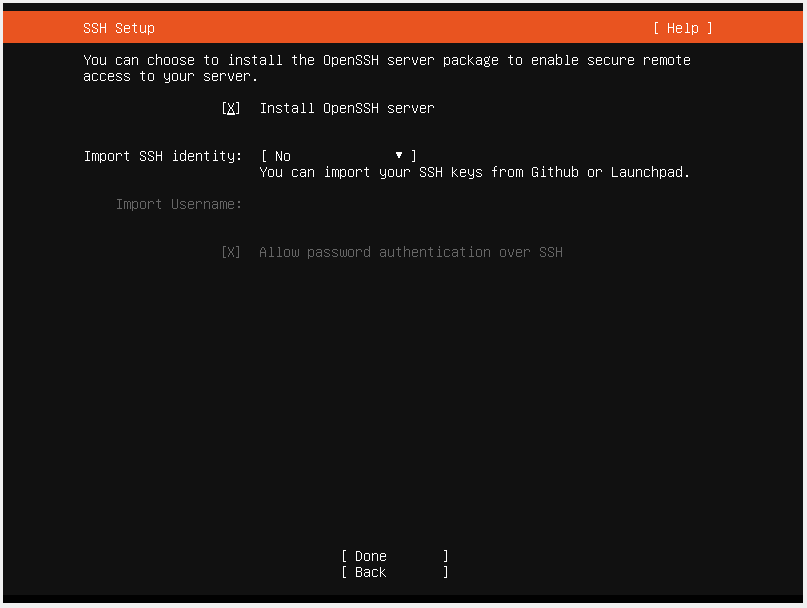 SSH Setup [ Help ]
You can choose to install the OpenSSH server package to enable secure remote
access to your server.
[X] Install OpenSSH server
Import SSH identity: [ No ▼ ]
You can import your SSH keys from Github or Launchpad.
Import Username:
[X] Allow password authentication over SSH
[ Done ]
[ Back ]